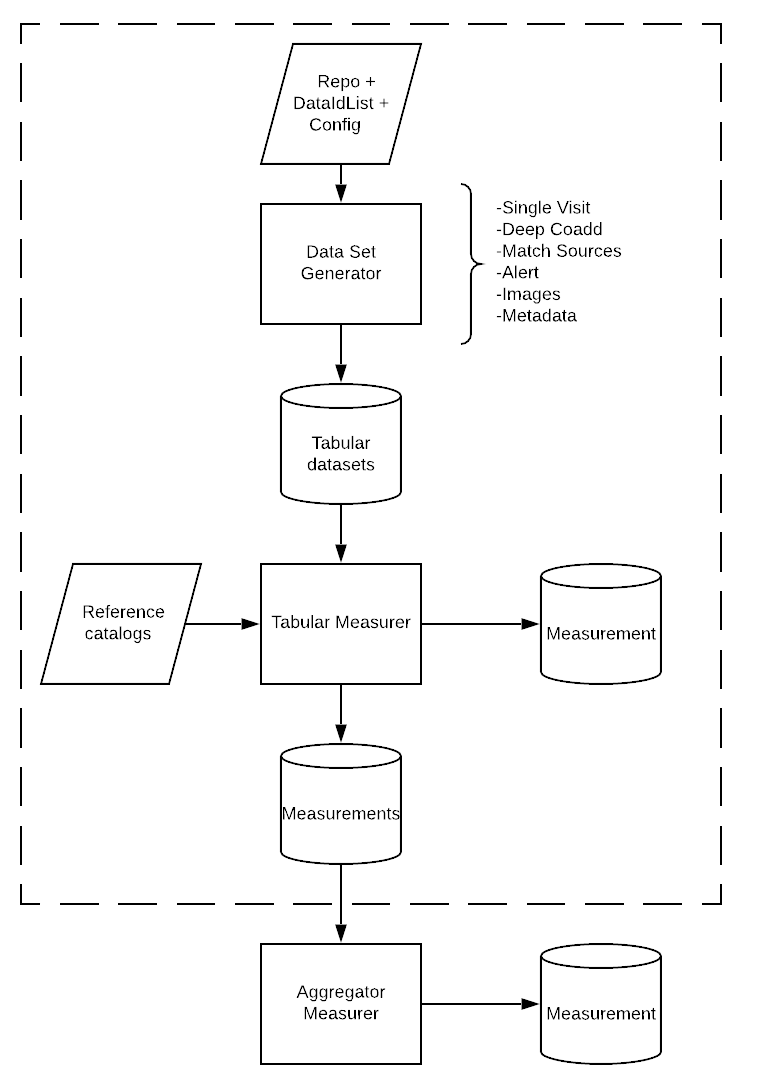 Repo +
DataIdList +
Config
Data Set
Generator
-Single Visit
-Deep Coadd
-Match Sources
-Alert
-Images
-Metadata
Tabular
datasets
Reference
catalogs
Tabular Measurer
Measurement
Measurements
Aggregator
Measurer
Measurement